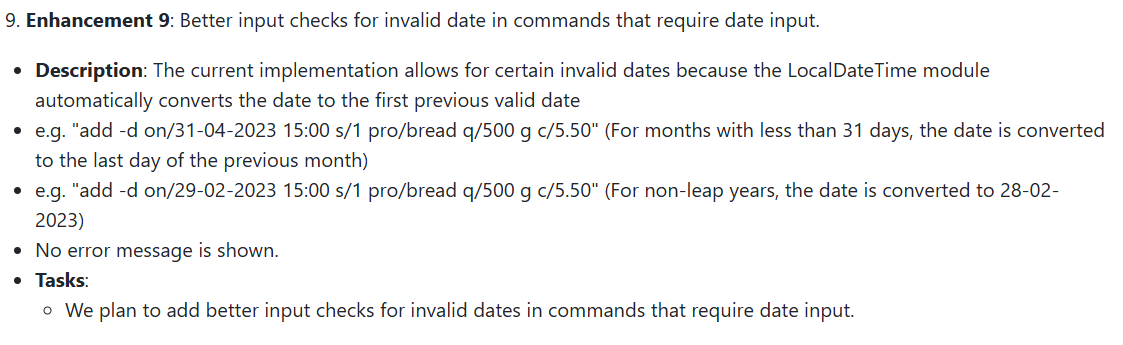 9. Enhancement 9: Better input checks for invalid date in commands that require date input.
• Description: The current implementation allows for certain invalid dates because the LocalDateTime module
automatically converts the date to the first previous valid date
• e.g. "add -d on/31-04-2023 15:00 s/1 pro/bread q/500 g c/5.50" (For months with less than 31 days, the date is converted
to the last day of the previous month)
• e.g. "add -d on/29-02-2023 15:00 s/1 pro/bread q/500 g c/5.50" (For non-leap years, the date is converted to 28-02-
2023)
• No error message is shown.
• Tasks:
◦ We plan to add better input checks for invalid dates in commands that require date input.